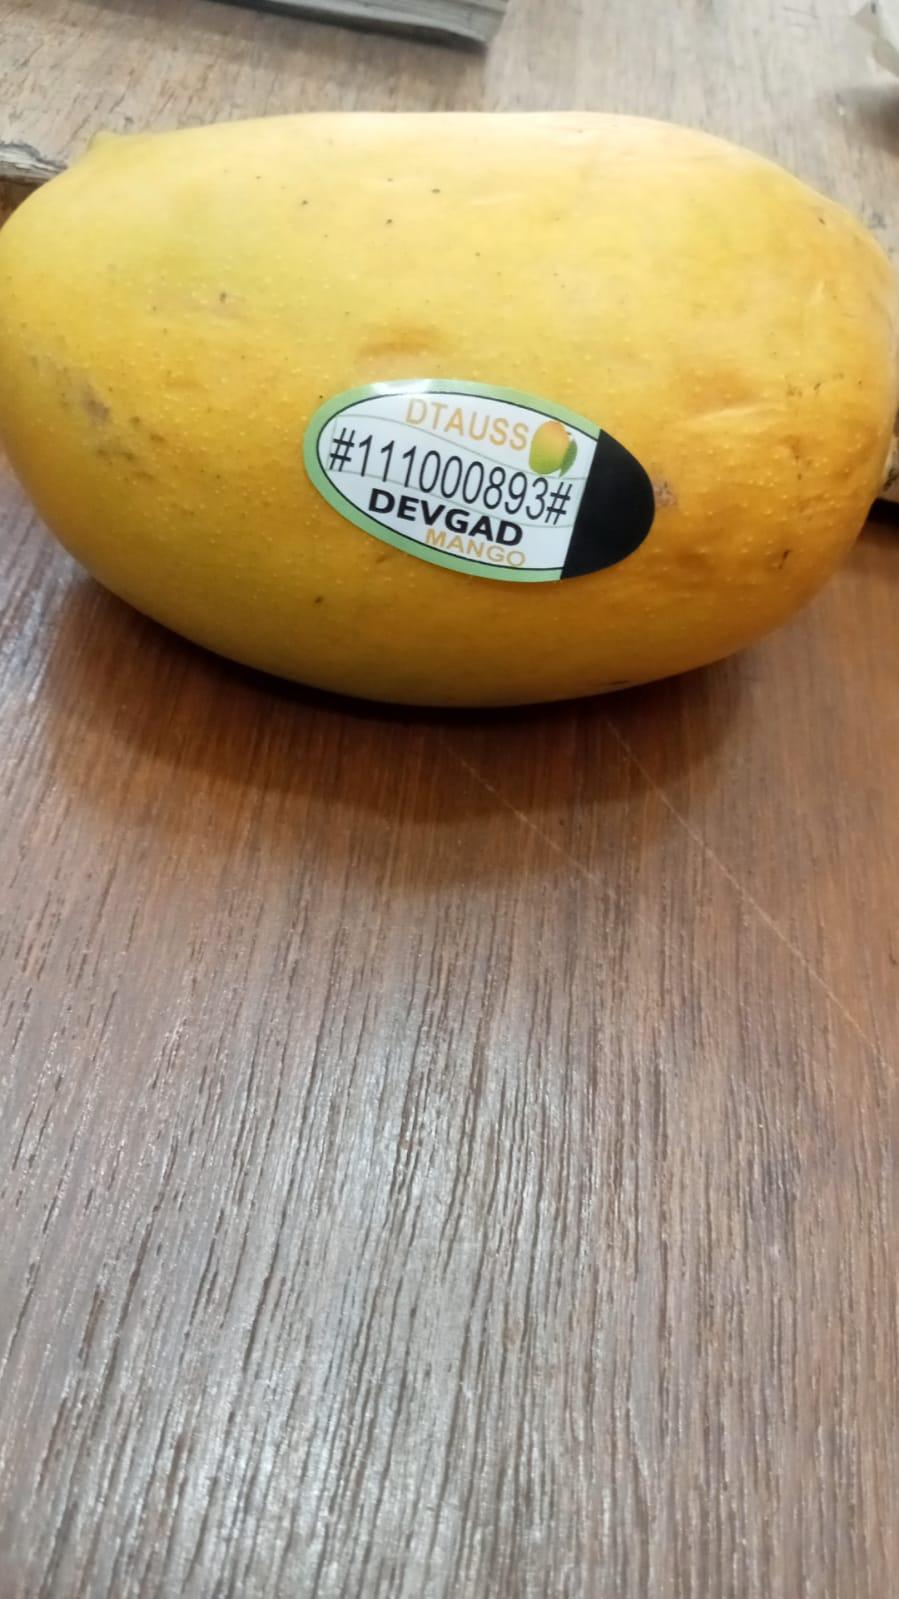 DTAUSS
#111000893#
DEVGAD
MANGO